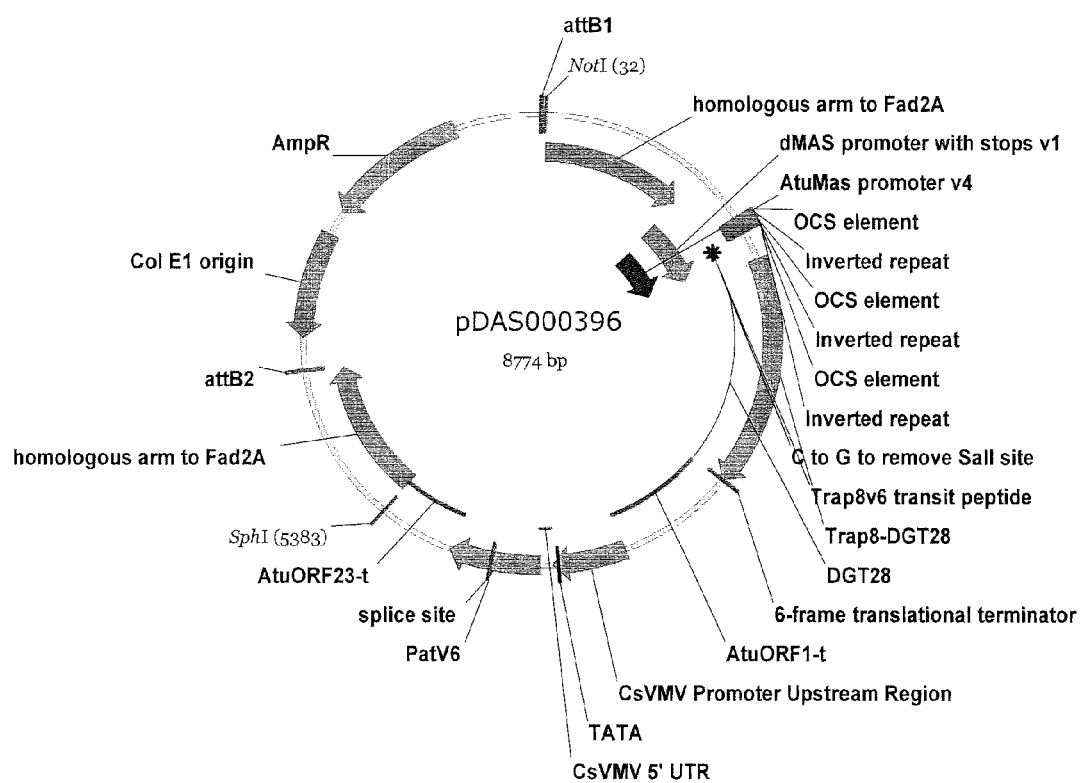 attB1
NotI (32)
homologous arm to Fad2A
dMAS promoter with stops v1
AtuMas promoter v4
OCS element
Inverted repeat
OCS element
Inverted repeat
OCS element
Inverted repeat
C to G to remove SalI site
Trap8v6 transit peptide
Trap8-DGT28
DGT28
6-frame translational terminator
AtuORF1-t
CsVMV Promoter Upstream Region
TATA
CsVMV 5' UTR
PatV6
splice site
AtuORF23-t
SphI (5383)
homologous arm to Fad2A
attB2
Col E1 origin
AmpR
pDAS000396
8774 bp